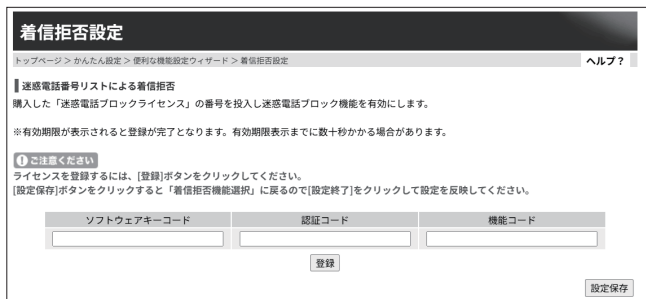 着信拒否設定
トップページ > かんたん設定 > 便利な機能設定ウィザード > 着信拒否設定
ヘルプ？
迷惑電話番号リストによる着信拒否
購入した「迷惑電話ブロックライセンス」の番号を投入し迷惑電話ブロック機能を有効にします。
※有効期限が表示されると登録が完了となります。有効期限表示までに数十秒かかる場合があります。
ご注意ください
ライセンスを登録するには、[登録]ボタンをクリックしてください。
[設定保存]ボタンをクリックすると「着信拒否機能選択」に戻るので[設定終了]をクリックして設定を反映してください。
ソフトウェアキーコード 認証コード 機能コード
登録
設定保存